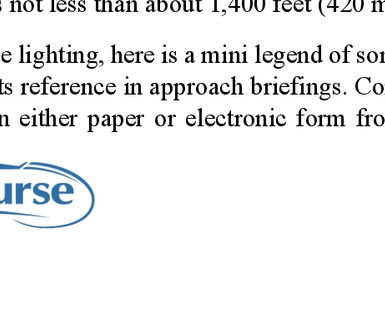 s not less than about 1,400 feet (420 m
e lighting, here is a mini legend of sor
ts reference in approach briefings. Co
n either paper or electronic form fro
urse